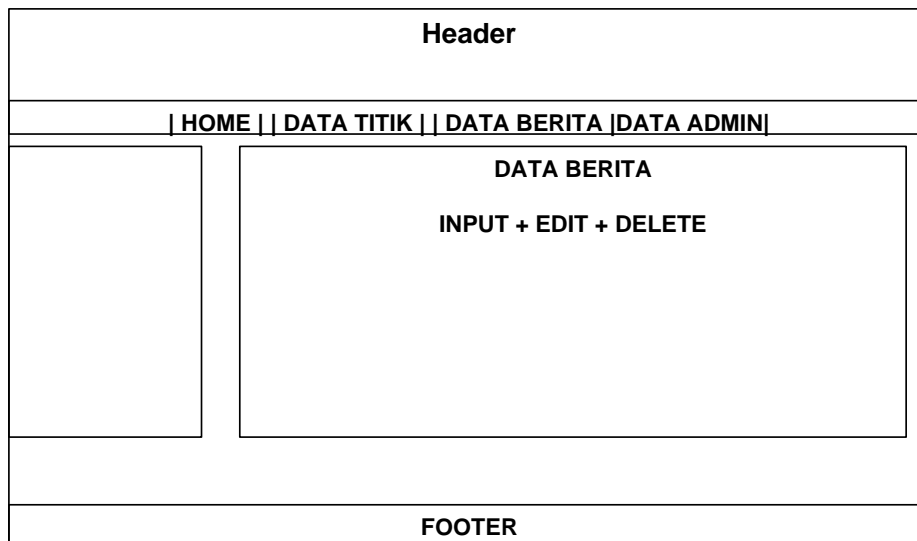 Header
| HOME | | DATA TITIK | | DATA BERITA |DATA ADMIN|
DATA BERITA
INPUT + EDIT + DELETE
FOOTER